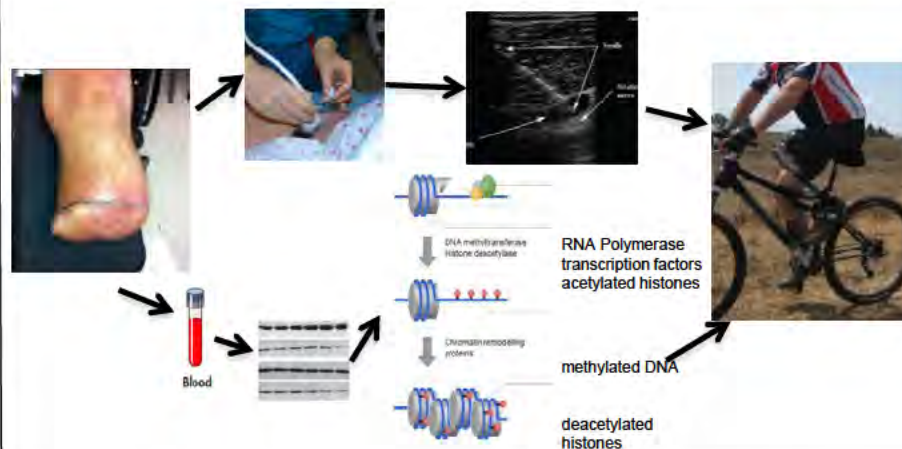 Needle
DNA methyltransferase
histone deacetylase
RNA Polymerase
transcription factors
acetylated histones
Blood
Chromatin remodelling
proteins
methylated DNA
deacetylated
histones